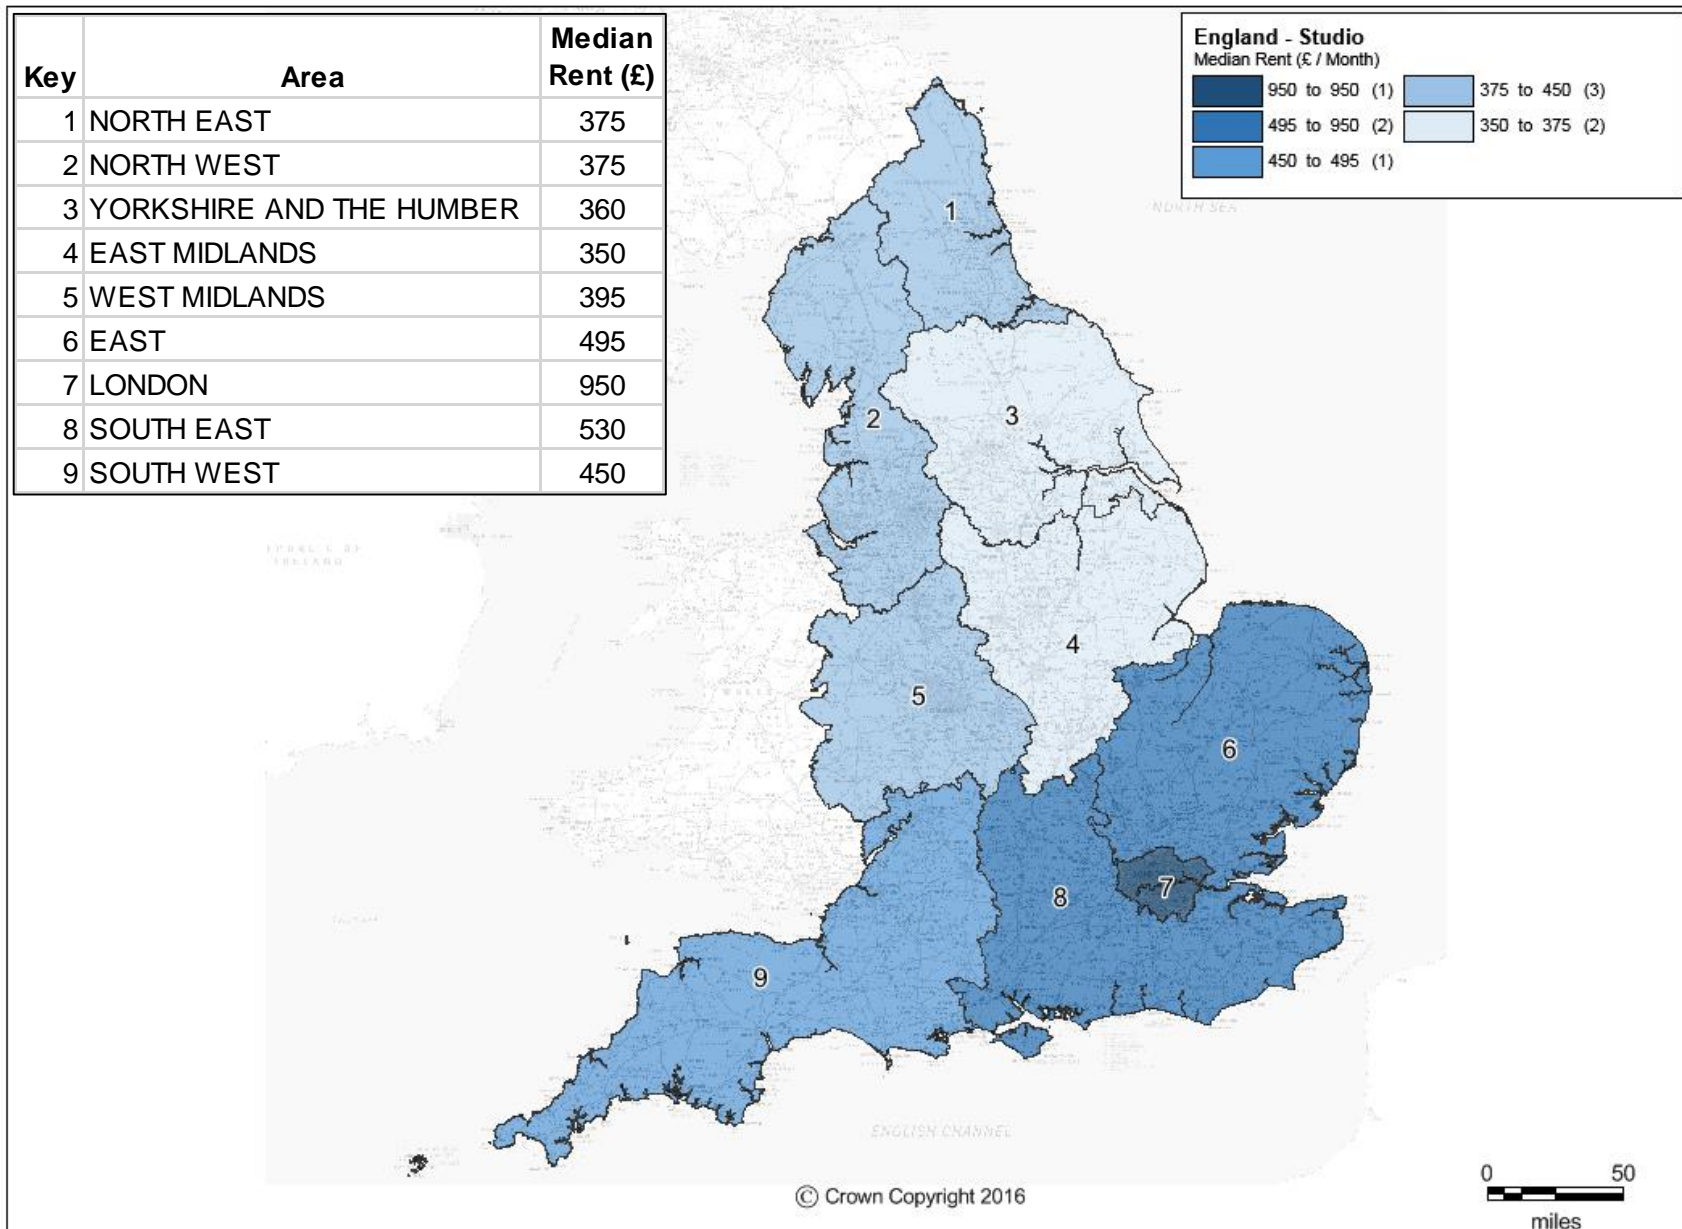 Key Area Median Rent (£)
1 NORTH EAST 375
2 NORTH WEST 375
3 YORKSHIRE AND THE HUMBER 360
4 EAST MIDLANDS 350
5 WEST MIDLANDS 395
6 EAST 495
7 LONDON 950
8 SOUTH EAST 530
9 SOUTH WEST 450
England - Studio
Median Rent (£ / Month)
950 to 950 (1)
495 to 950 (2)
450 to 495 (1)
375 to 450 (3)
350 to 375 (2)
NORTH SEA
1
2
3
4
5
6
7
8
9
ENGLISH CHANNEL
© Crown Copyright 2016
0 50
miles